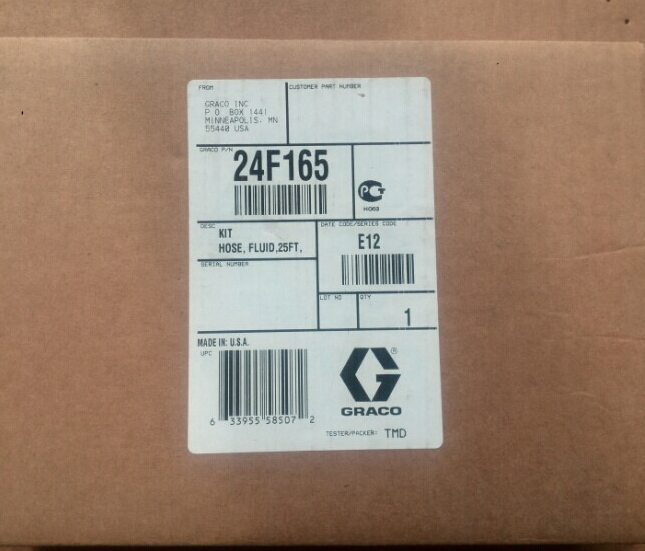 FROM
CUSTOMER PART NUMBER
GRACO INC
P O BOX 1441
MINNEAPOLIS, MN
55440 USA
GRACO P/N
24F165
РСТ
DESC
KIT
HOSE, FLUID,25FT,
DATE CODE/SERIES CODE
E12
SERIAL NUMBER
LOT NO
QTY
1
MADE IN: U.S.A.
UPC
6 33955 58507 2
®
GRACO
TESTER/PACKER: TMD